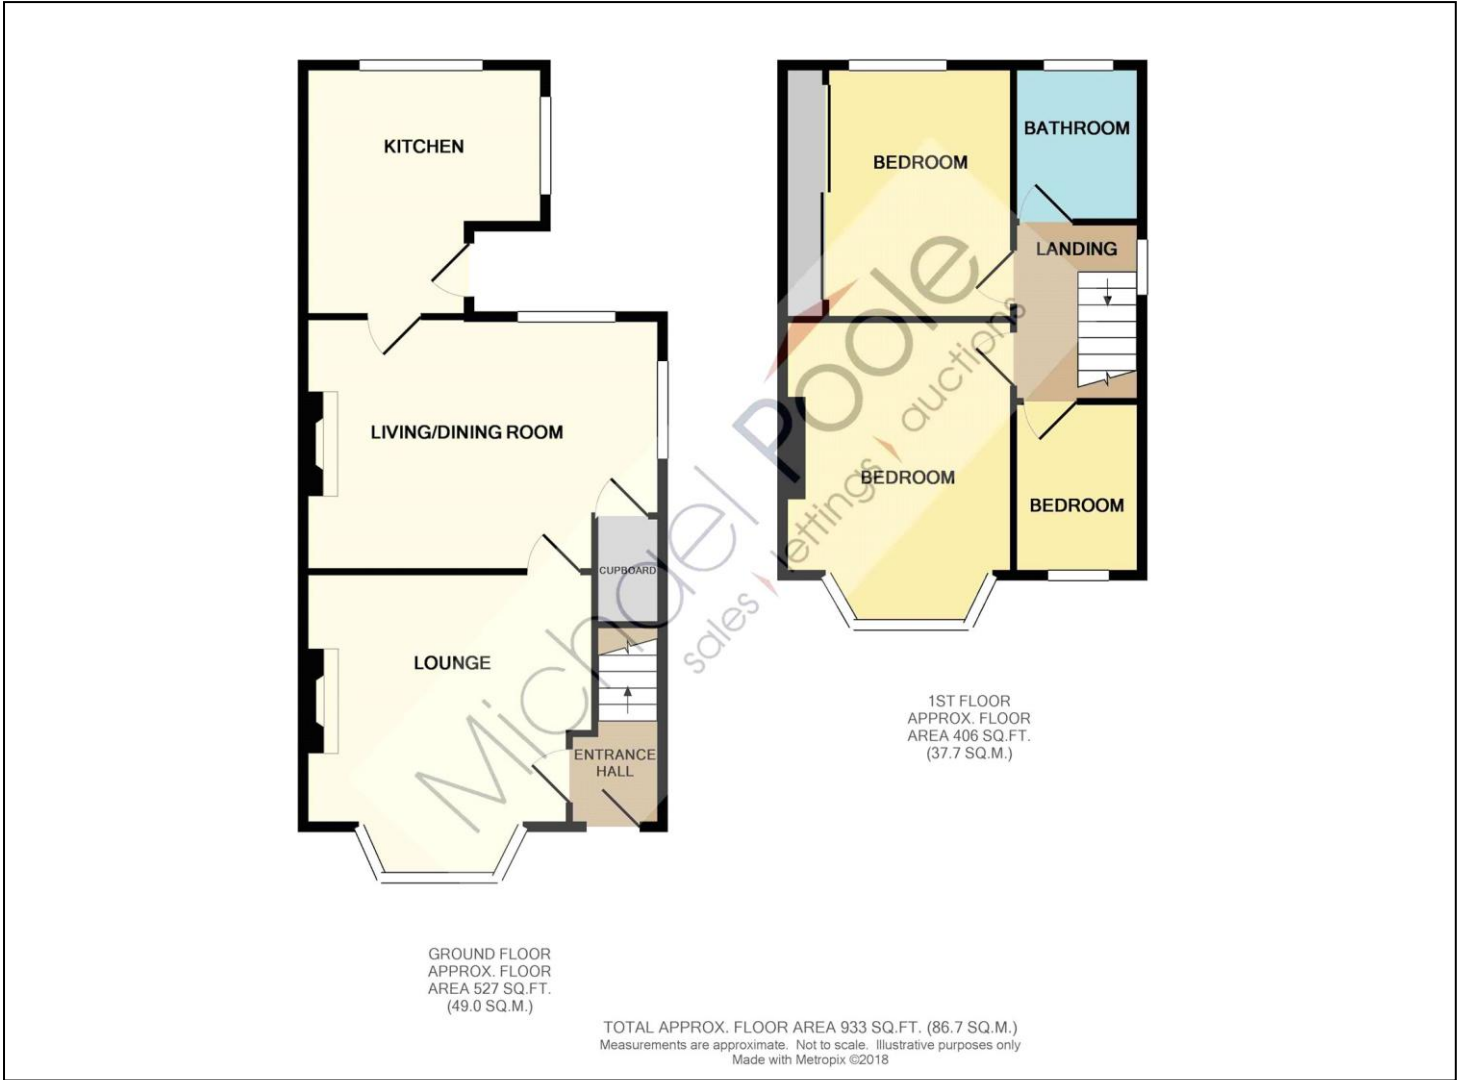 KITCHEN
LIVING/DINING ROOM
CUPBOARD
LOUNGE
ENTRANCE
HALL
GROUND FLOOR
APPROX. FLOOR
AREA 527 SQ.FT.
(49.0 SQ.M.)
BEDROOM
BATHROOM
LANDING
BEDROOM
BEDROOM
1ST FLOOR
APPROX. FLOOR
AREA 406 SQ.FT.
(37.7 SQ.M.)
Michael Poole
sales lettings auctions
TOTAL APPROX. FLOOR AREA 933 SQ.FT. (86.7 SQ.M.)
Measurements are approximate. Not to scale. Illustrative purposes only
Made with Metropix ©2018